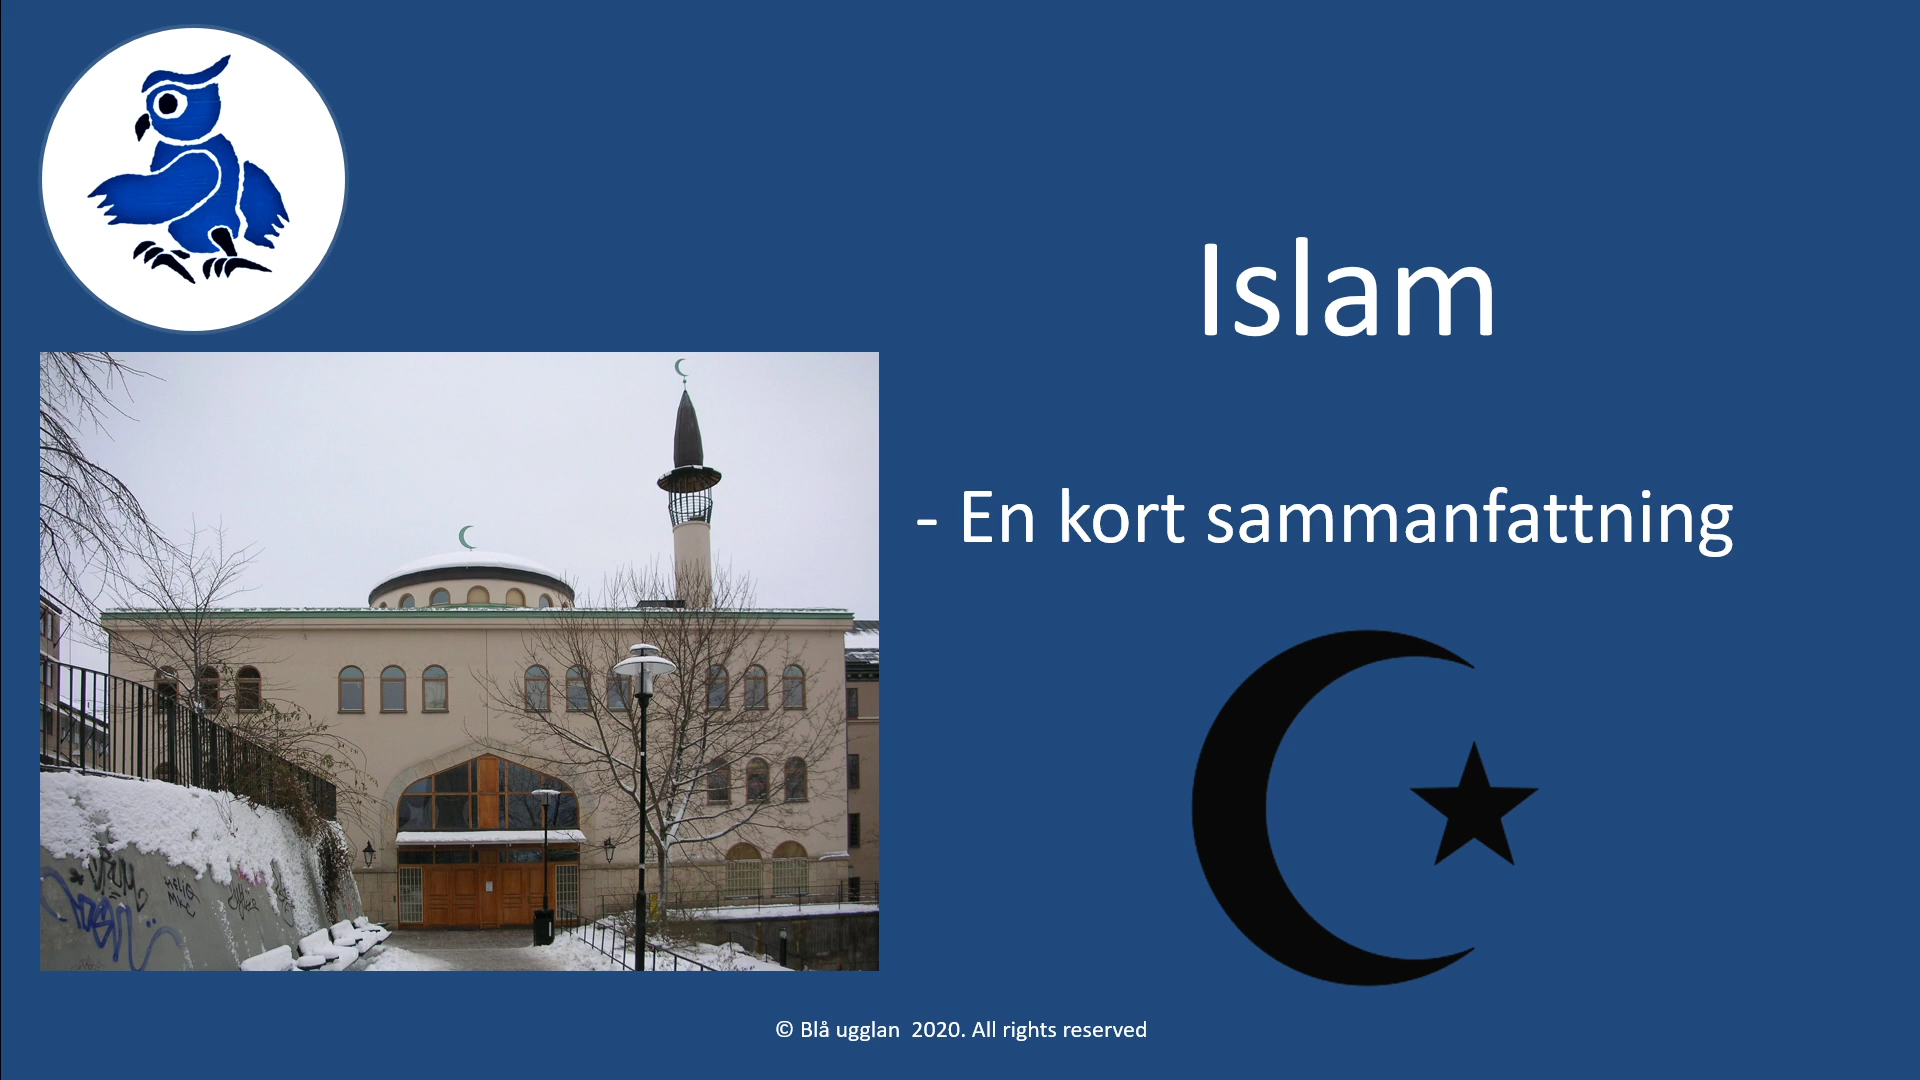 Islam
- En kort sammanfattning
© Blå ugglan 2020. All rights reserved